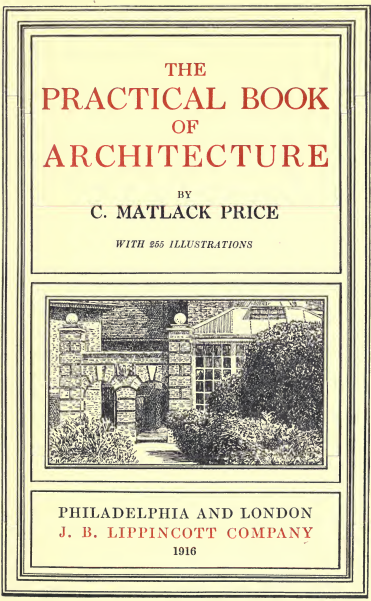 THE
PRACTICAL BOOK
OF
ARCHITECTURE
BY
C. MATLACK PRICE
WITH 255 ILLUSTRATIONS
PHILADELPHIA AND LONDON
J. B. LIPPINCOTT COMPANY
1916